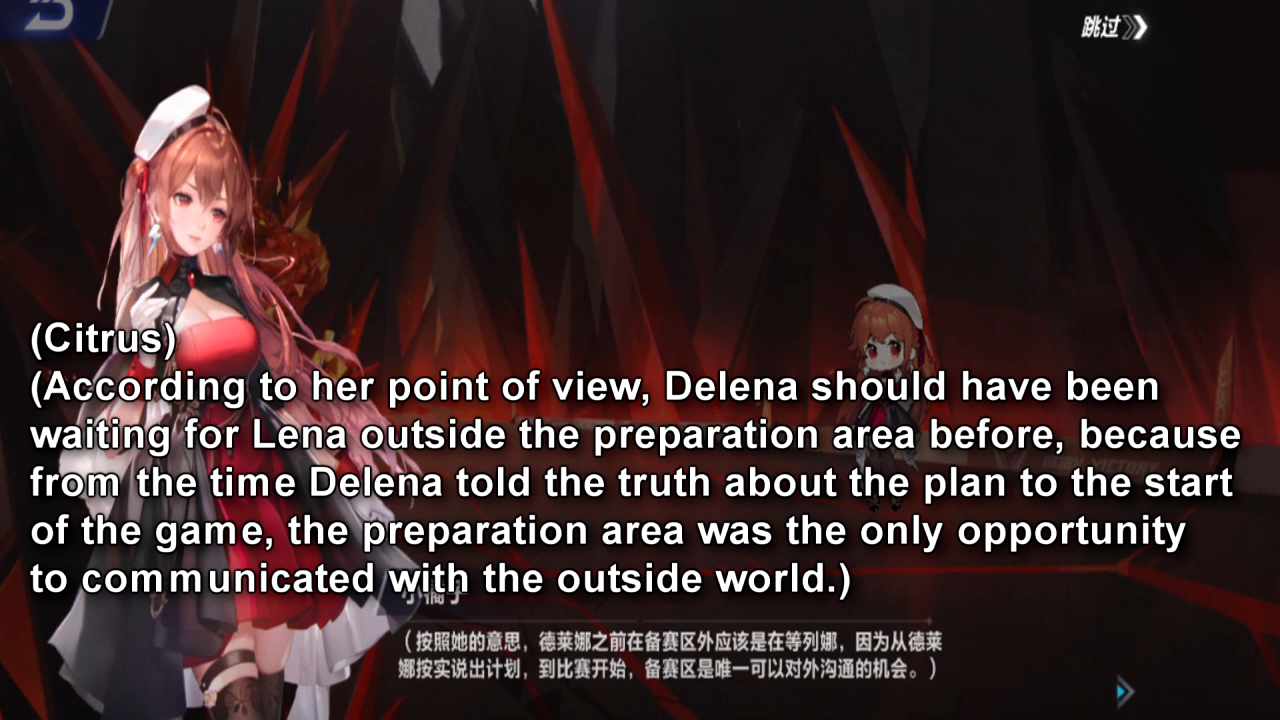 跳过
(Citrus)
(According to her point of view, Delena should have been
waiting for Lena outside the preparation area before, because
from the time Delena told the truth about the plan to the start
of the game, the preparation area was the only opportunity
to communicated with the outside world.)
小橘子
（按照她的意思，德莱娜之前在备赛区外应该是在等列娜，因为从德莱
娜按实说出计划，到比赛开始，备赛区是唯一可以对外沟通的机会。）